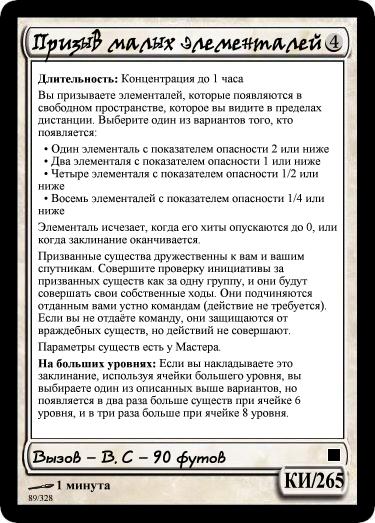 Призыв малых элементалей 4
Длительность: Концентрация до 1 часа
Вы призываете элементалей, которые появляются в
свободном пространстве, которое вы видите в пределах
дистанции. Выберите один из вариантов того, кто
появляется:
• Один элементаль с показателем опасности 2 или ниже
• Два элементаля с показателем опасности 1 или ниже
• Четыре элементаля с показателем опасности 1/2 или
ниже
• Восемь элементалей с показателем опасности 1/4 или
ниже
Элементаль исчезает, когда его хиты опускаются до 0, или
когда заклинание оканчивается.
Призванные существа дружественны к вам и вашим
спутникам. Совершите проверку инициативы за
призванных существ как за одну группу, и они будут
совершать свои собственные ходы. Они подчиняются
отданным вами устно командам (действие не требуется).
Если вы не отдаёте команду, они защищаются от
враждебных существ, но действий не совершают.
Параметры существ есть у Мастера.
На больших уровнях: Если вы накладываете это
заклинание, используя ячейки большего уровня, вы
выбираете один из описанных выше вариантов, но
появляется в два раза больше существ при ячейке 6
уровня, и в три раза больше при ячейке 8 уровня.
Вызов – В, С – 90 футов
1 минута
КИ/265
89/328